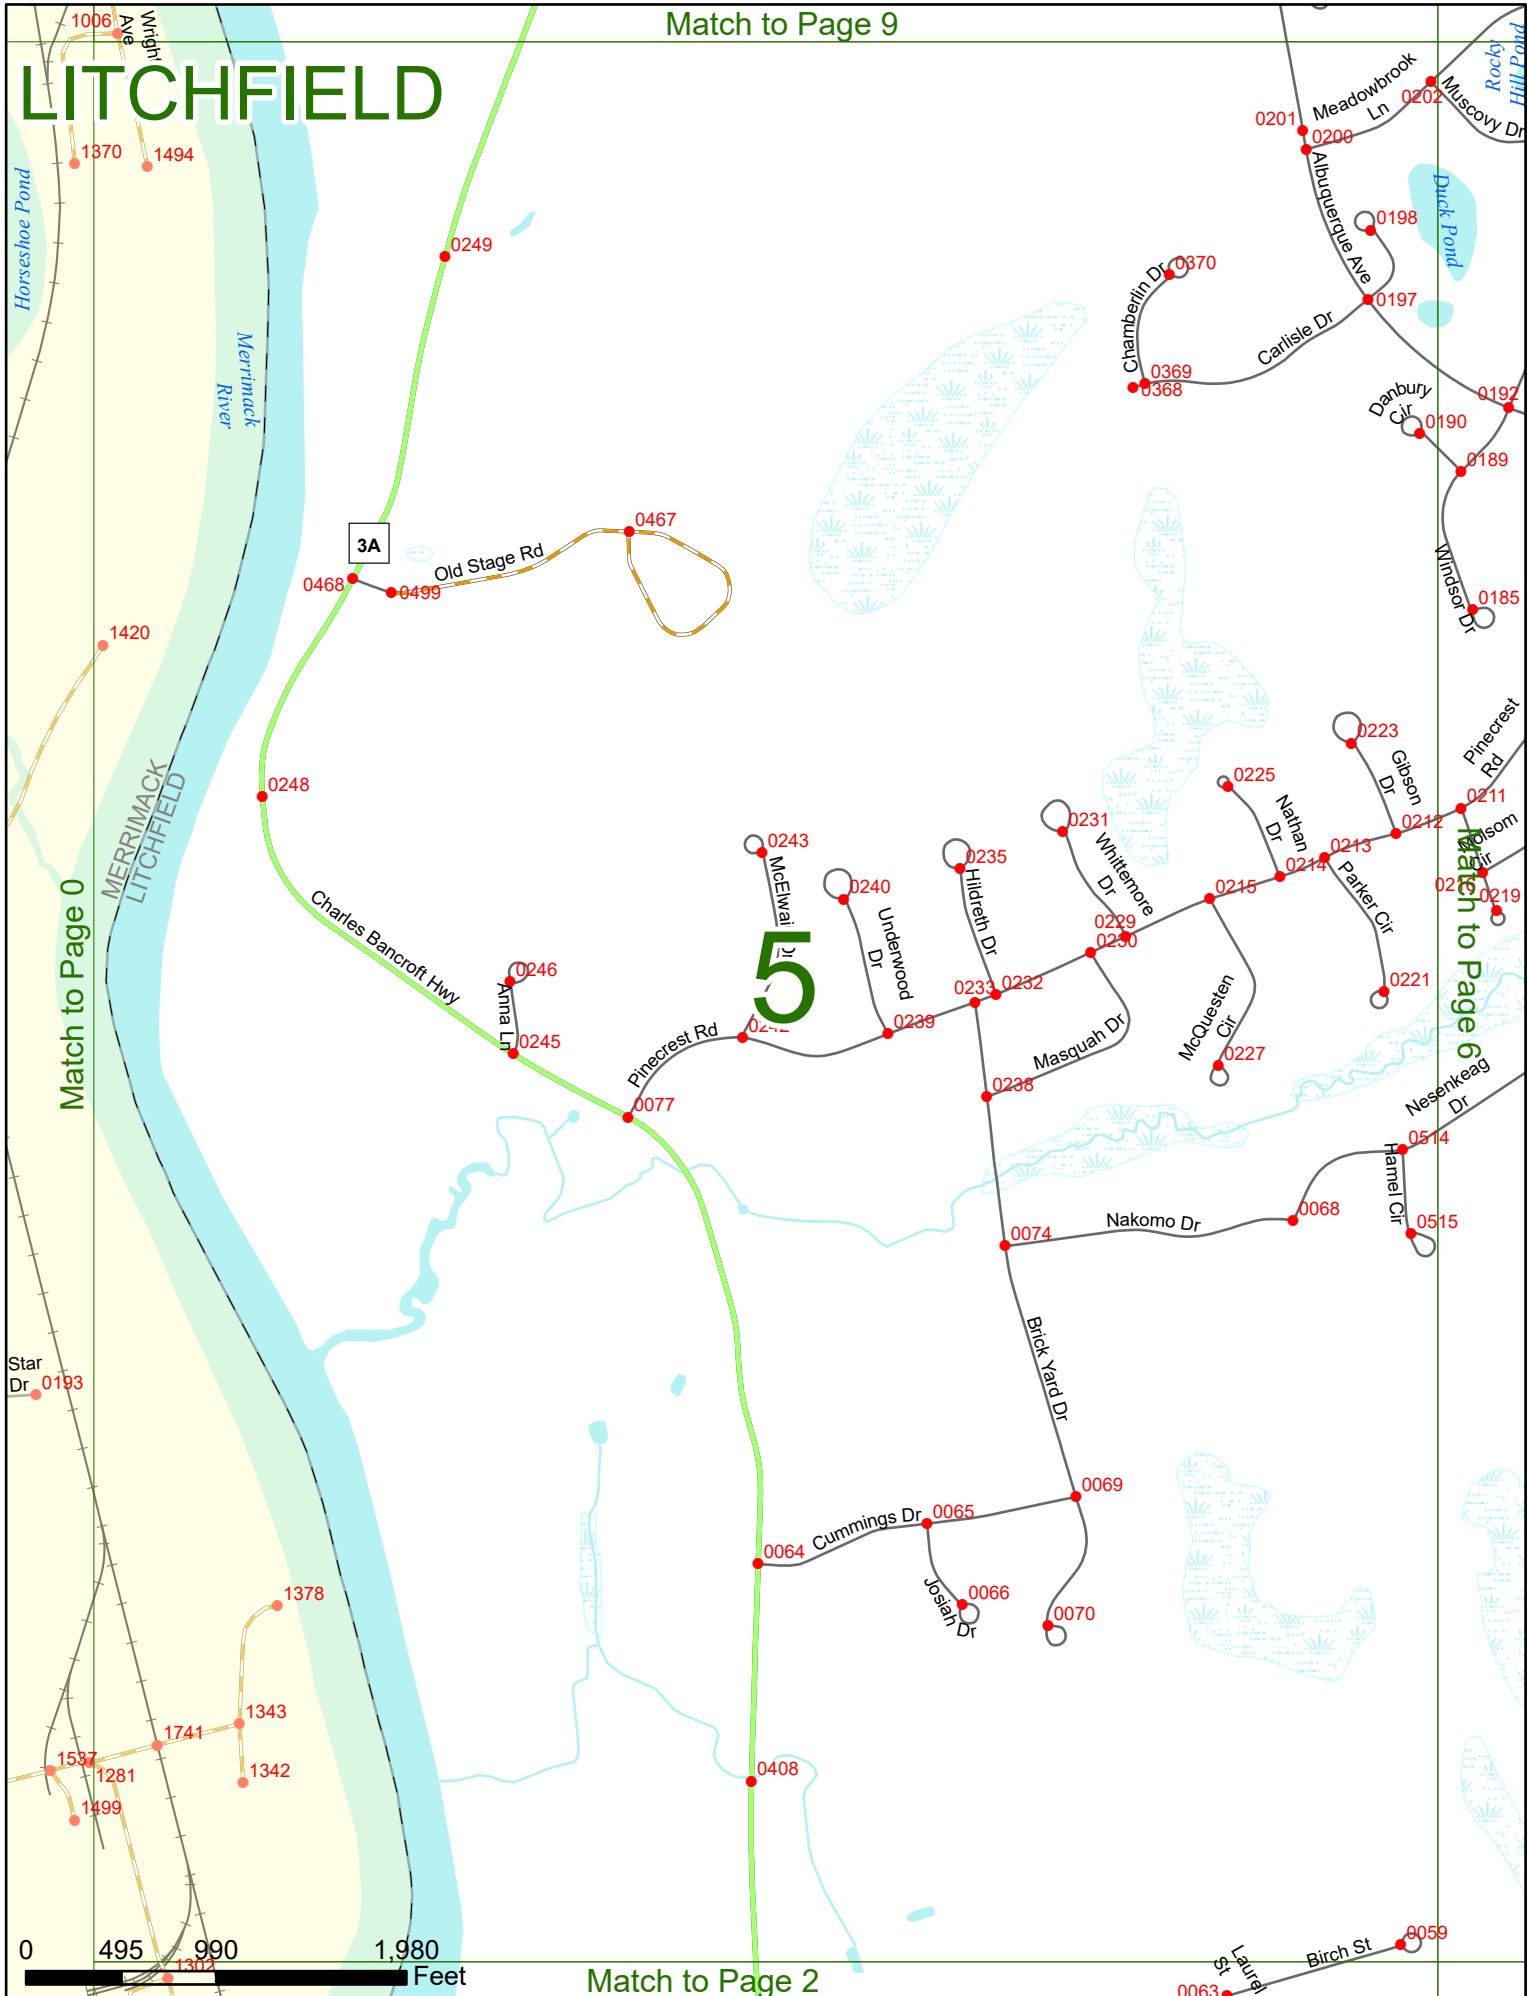 Match to Page 9
LITCHFIELD
1006
Wright
Ave
1370
1494
Horseshoe Pond
Merrimack
River
0249
Rocky
Hill Pond
Meadowbrook
Ln
0202
Muscovy Dr
0201
0200
Albuquerque Ave
Duck Pond
0198
0197
0370
Chamberlin Dr
Carlisle Dr
0369
0368
0192
Danbury
Cir
0190
0189
Windsor Dr
0185
3A
0467
Old Stage Rd
0468
0499
1420
0248
MERRIMACK
LITCHFIELD
Match to Page 0
Charles Bancroft Hwy
0246
Anna Ln
0245
0077
Pinecrest Rd
0243
McElwain Dr
5
0242
0240
Underwood
Dr
0239
0235
Hildreth Dr
0233
0232
0231
Whittemore
Dr
0229
0230
0215
0225
Nathan
Dr
0214
0213
0223
Gibson
Dr
0212
Pinecrest
Rd
0211
Cir
0219
Match to Page 6
Parker Cir
0221
McQuesten
Cir
0227
Masquah Dr
0238
Nesenkeag
Dr
0514
Hamel Cir
0515
0068
Nakomo Dr
0074
Brick Yard Dr
Star
Dr
0193
0069
0065
Cummings Dr
0064
Josiah Dr
0066
0070
1378
1343
1741
1342
1537
1281
1499
0408
0059
Birch St
Laurel
St
0063
1302
0 495 990 1,980
Feet
Match to Page 2